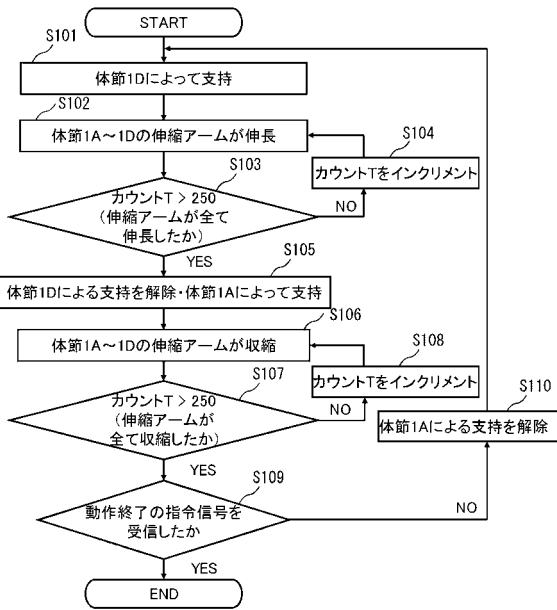 START
S101
体節1Dによって支持
S102
体節1A～1Dの伸縮アームが伸長
S104
カウントTをインクリメント
S103
カウントT > 250
(伸縮アームが全て
伸長したか)
NO
YES
S105
体節1Dによる支持を解除・体節1Aによって支持
S106
体節1A～1Dの伸縮アームが収縮
S108
カウントTをインクリメント
S107
カウントT > 250
(伸縮アームが
全て収縮したか)
NO
S110
体節1Aによる支持を解除
YES
S109
動作終了の指令信号を
受信したか
NO
YES
END